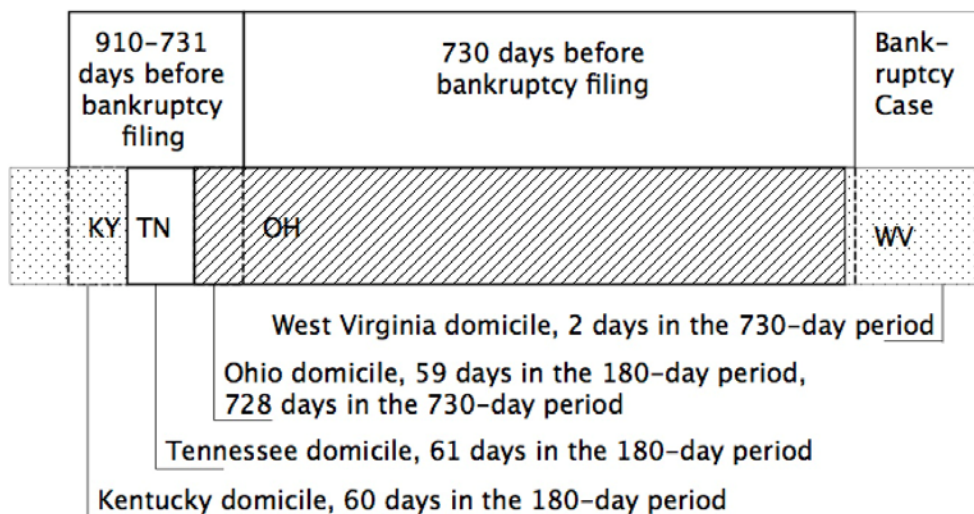 910–731
days before
bankruptcy
filing
730 days before
bankruptcy filing
Bank-
ruptcy
Case
KY
TN
OH
WV
West Virginia domicile, 2 days in the 730-day period
Ohio domicile, 59 days in the 180-day period,
728 days in the 730-day period
Tennessee domicile, 61 days in the 180-day period
Kentucky domicile, 60 days in the 180-day period